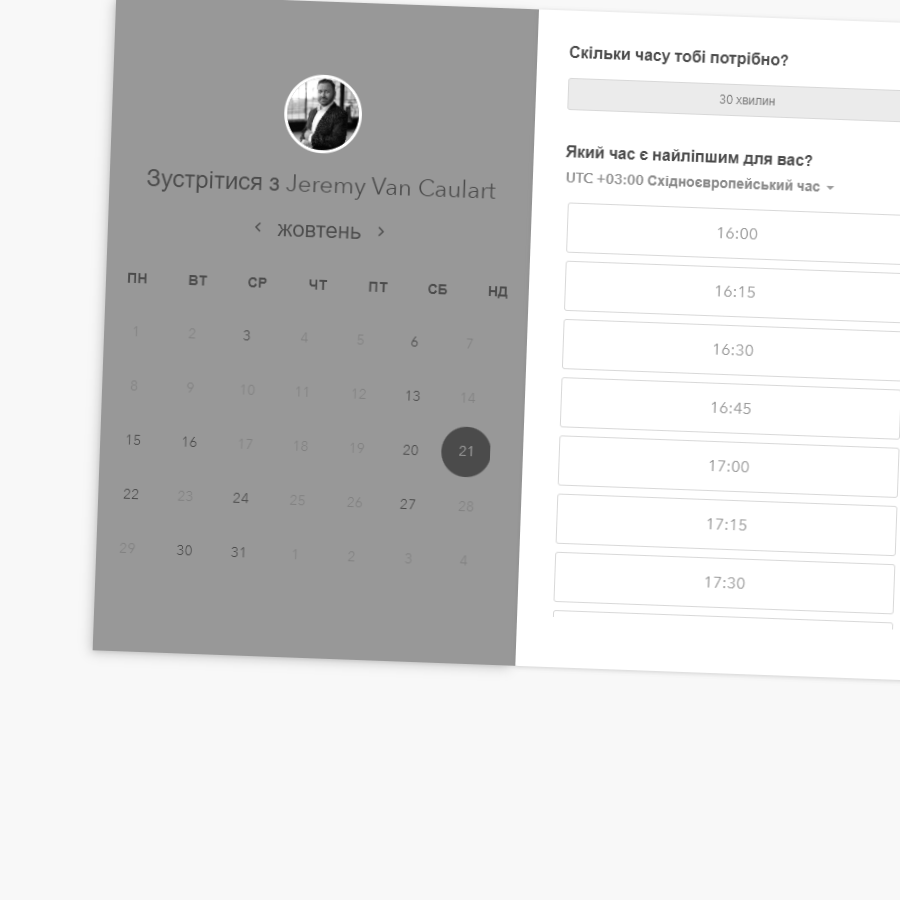 Зустрітися з Jeremy Van Caulart
‹ жовтень ›
ПН ВТ СР ЧТ ПТ СБ НД
1 2 3 4 5 6 7
8 9 10 11 12 13 14
15 16 17 18 19 20 21
22 23 24 25 26 27 28
29 30 31 1 2 3 4
Скільки часу тобі потрібно?
30 хвилин
Який час є найліпшим для вас?
UTC +03:00 Східноєвропейський час
16:00
16:15
16:30
16:45
17:00
17:15
17:30